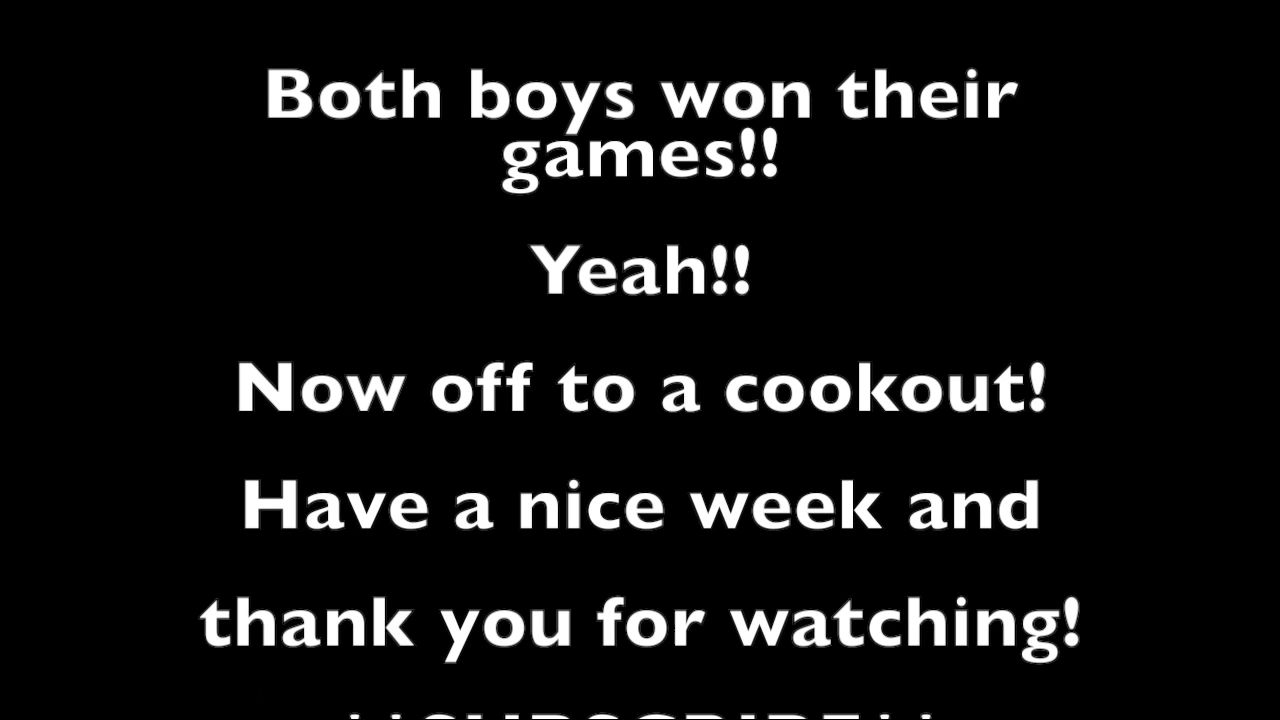 Both boys won their
games!!
Yeah!!
Now off to a cookout!
Have a nice week and
thank you for watching!